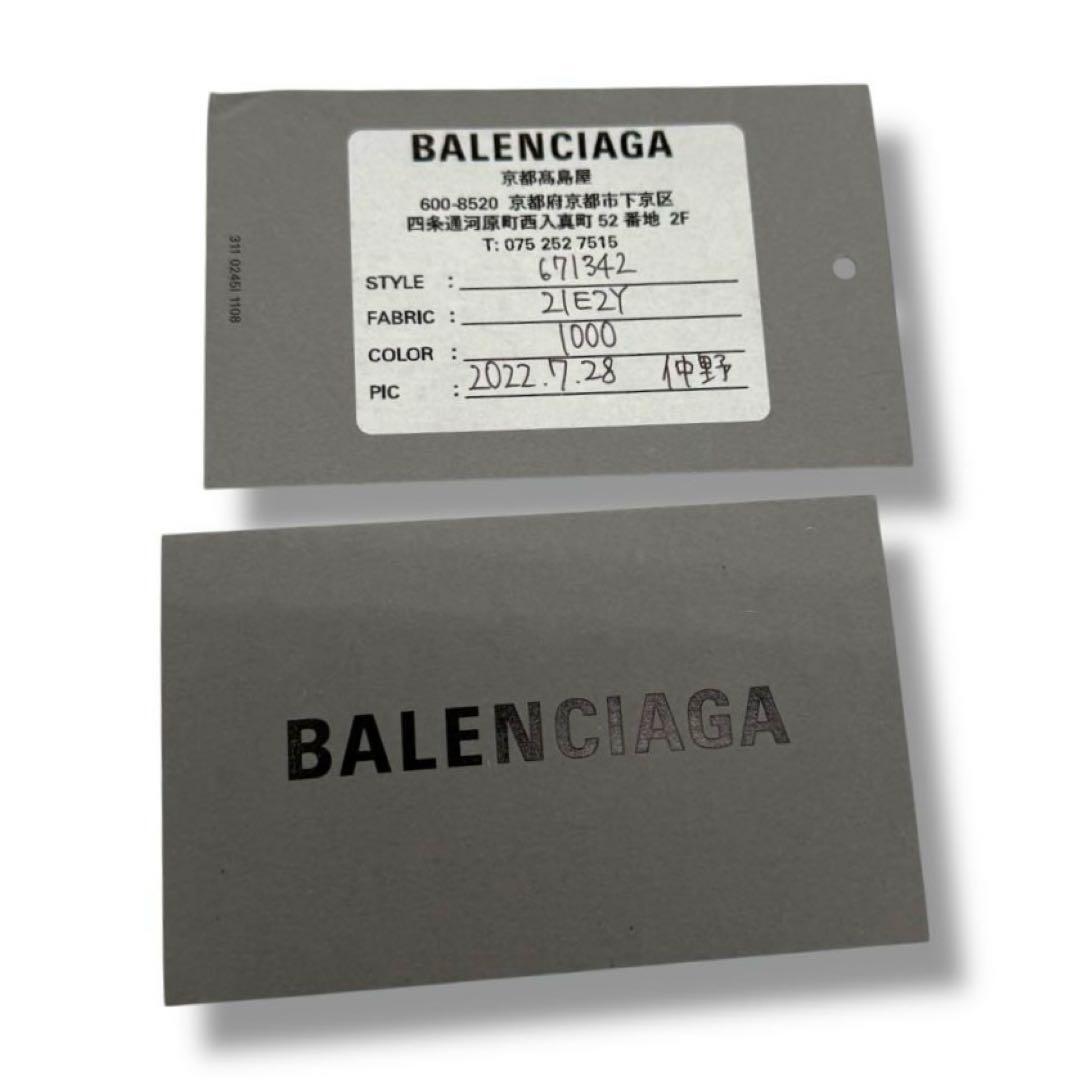 BALENCIAGA
京都髙島屋
600-8520 京都府京都市下京区
四条通河原町西入真町 52 番地 2F
T: 075 252 7515
STYLE : 671342
FABRIC : 21E2Y
COLOR : 1000
PIC : 2022.7.28 仲野
311 0245I 1108
BALENCIAGA